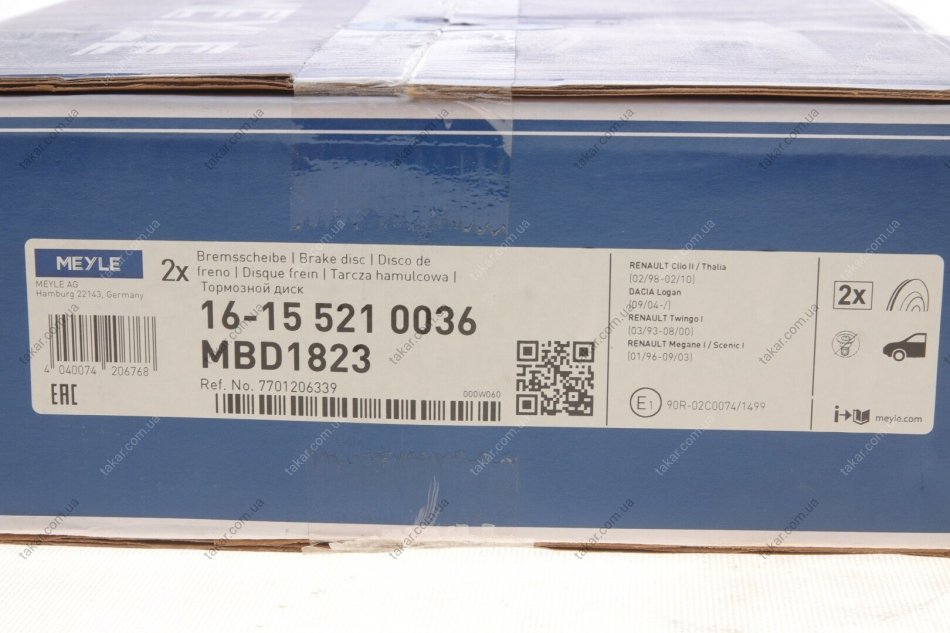 MEYLE
MEYLE AG
Hamburg 22143, Germany
4 040074 206768
EAC
2x
Bremsscheibe | Brake disc | Disco de
freno | Disque frein | Tarcza hamulcowa |
Тормозной диск
16-15 521 0036
MBD1823
Ref. No. 7701206339
000W060
RENAULT Clio II / Thalia
(02/98-02/10)
DACIA Logan
(09/04-/)
RENAULT Twingo I
(03/93-08/00)
RENAULT Megane I / Scenic I
(01/96-09/03)
E1 90R-02C0074/1499
2x
meyle.com
takar.com.ua